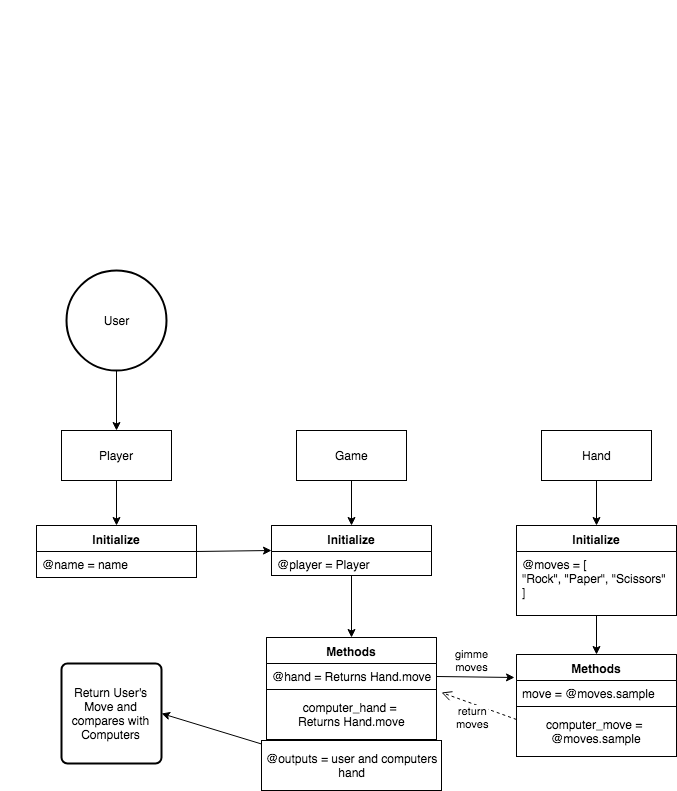 User
Player
Game
Hand
Initialize
@name = name
Initialize
@player = Player
Initialize
@moves = [
"Rock", "Paper", "Scissors"
]
Methods
@hand = Returns Hand.move
computer_hand =
Returns Hand.move
@outputs = user and computers
hand
gimme
moves
return
moves
Methods
move = @moves.sample
computer_move =
@moves.sample
Return User's
Move and
compares with
Computers